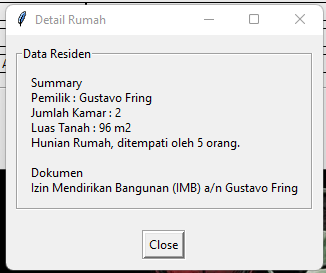 Detail Rumah
Data Residen
Summary
Pemilik : Gustavo Fring
Jumlah Kamar : 2
Luas Tanah : 96 m2
Hunian Rumah, ditempati oleh 5 orang.
Dokumen
Izin Mendirikan Bangunan (IMB) a/n Gustavo Fring
Close